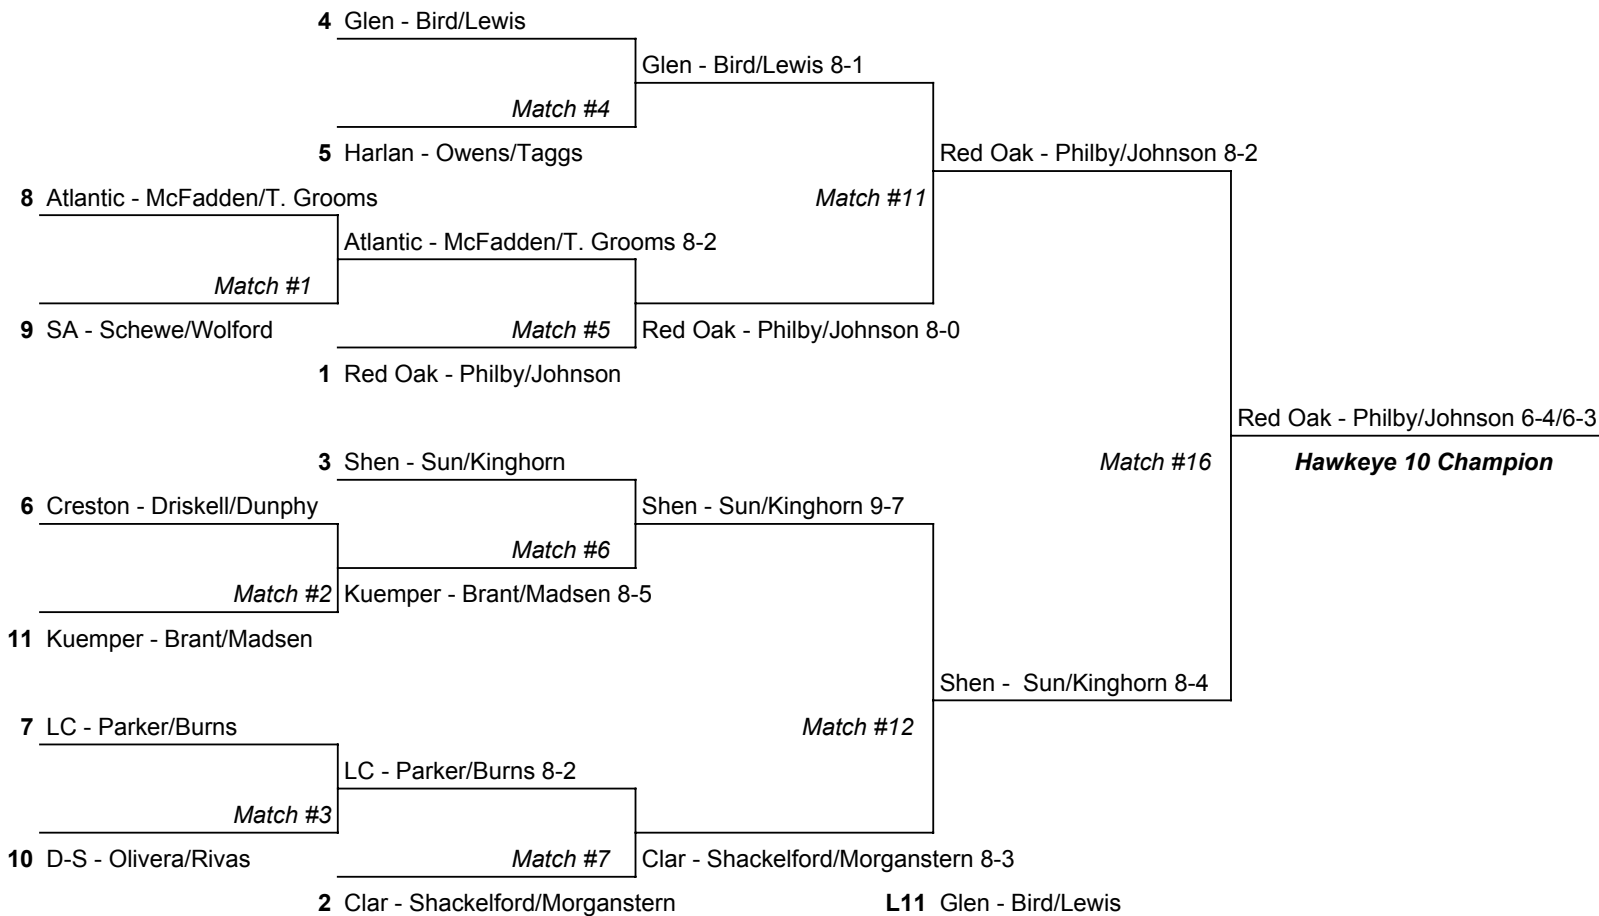 4 Glen - Bird/Lewis
Glen - Bird/Lewis 8-1
Match #4
5 Harlan - Owens/Taggs
Red Oak - Philby/Johnson 8-2
8 Atlantic - McFadden/T. Grooms
Match #11
Atlantic - McFadden/T. Grooms 8-2
Match #1
9 SA - Schewe/Wolford
Match #5
Red Oak - Philby/Johnson 8-0
1 Red Oak - Philby/Johnson
Red Oak - Philby/Johnson 6-4/6-3
3 Shen - Sun/Kinghorn
Match #16
Hawkeye 10 Champion
6 Creston - Driskell/Dunphy
Shen - Sun/Kinghorn 9-7
Match #6
Match #2
Kuemper - Brant/Madsen 8-5
11 Kuemper - Brant/Madsen
Shen -  Sun/Kinghorn 8-4
7 LC - Parker/Burns
Match #12
LC - Parker/Burns 8-2
Match #3
10 D-S - Olivera/Rivas
Match #7
Clar - Shackelford/Morganstern 8-3
2 Clar - Shackelford/Morganstern
L11 Glen - Bird/Lewis